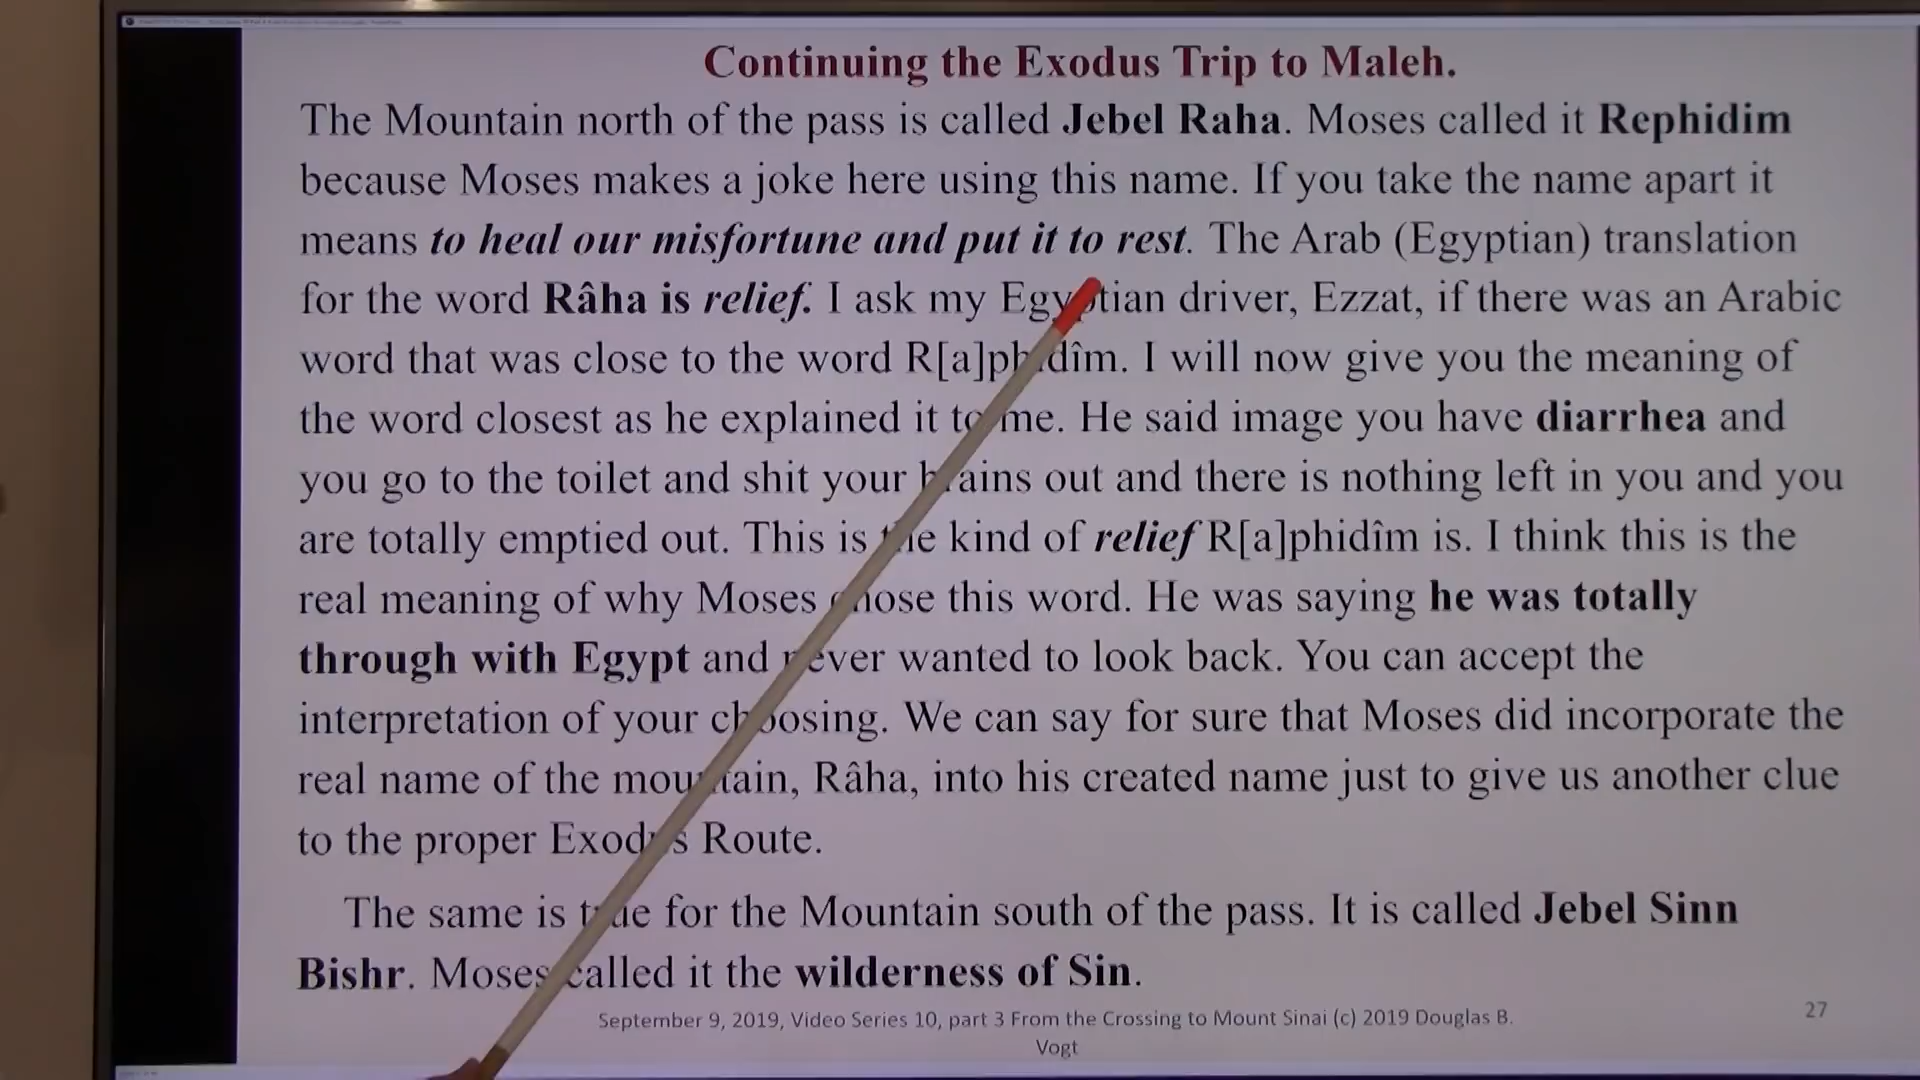 Continuing the Exodus Trip to Maleh.
The Mountain north of the pass is called Jebel Raha. Moses called it Rephidim
because Moses makes a joke here using this name. If you take the name apart it
means to heal our misfortune and put it to rest. The Arab (Egyptian) translation
for the word Râha is relief. I ask my Egyptian driver, Ezzat, if there was an Arabic
word that was close to the word R[a]phidîm. I will now give you the meaning of
the word closest as he explained it to me. He said image you have diarrhea and
you go to the toilet and shit your brains out and there is nothing left in you and you
are totally emptied out. This is the kind of relief R[a]phidîm is. I think this is the
real meaning of why Moses chose this word. He was saying he was totally
through with Egypt and never wanted to look back. You can accept the
interpretation of your choosing. We can say for sure that Moses did incorporate the
real name of the mountain, Râha, into his created name just to give us another clue
to the proper Exodus Route.
The same is true for the Mountain south of the pass. It is called Jebel Sinn
Bishr. Moses called it the wilderness of Sin.
September 9, 2019, Video Series 10, part 3 From the Crossing to Mount Sinai (c) 2019 Douglas B.
Vogt
27